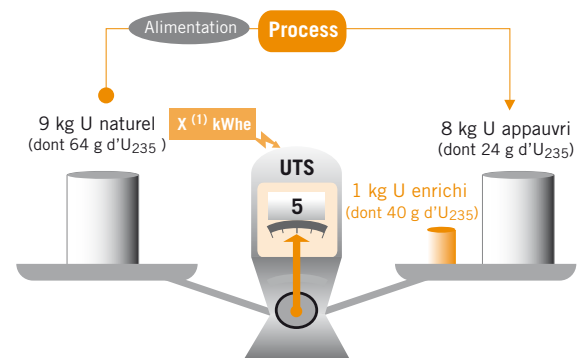 Alimentation
Process
9 kg U naturel
(dont 64 g d'U235 )
X (1) kWhe
UTS
5
8 kg U appauvri
(dont 24 g d'U235)
1 kg U enrichi
(dont 40 g d'U235)